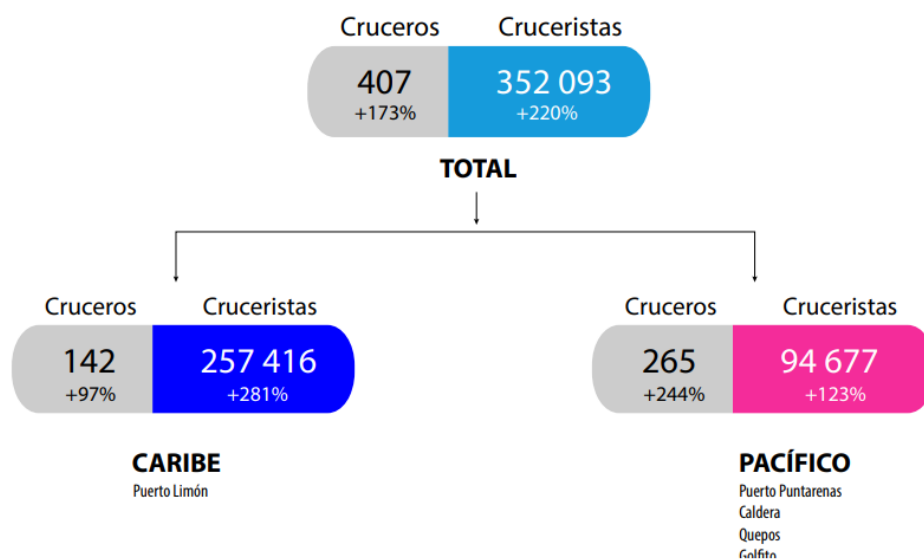 Cruceros Cruceristas
407 352 093
+173% +220%
TOTAL
Cruceros Cruceristas
142 257 416
+97% +281%
CARIBE
Puerto Limón
Cruceros Cruceristas
265 94 677
+244% +123%
PACÍFICO
Puerto Puntarenas
Caldera
Quepos
Golfito